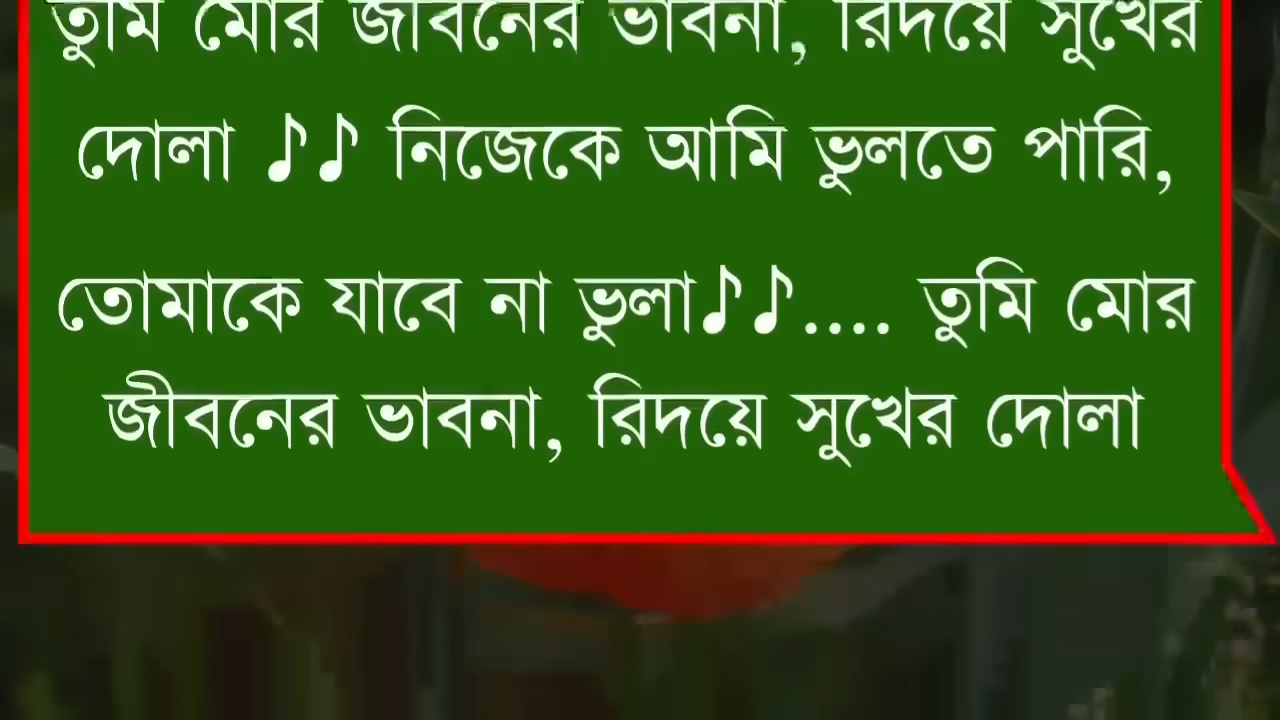 তুমি মোর জীবনের ভাবনা, রিদয়ে সুখের
দোলা ♪♪ নিজেকে আমি ভুলতে পারি,
তোমাকে যাবে না ভুলা♪♪.... তুমি মোর
জীবনের ভাবনা, রিদয়ে সুখের দোলা